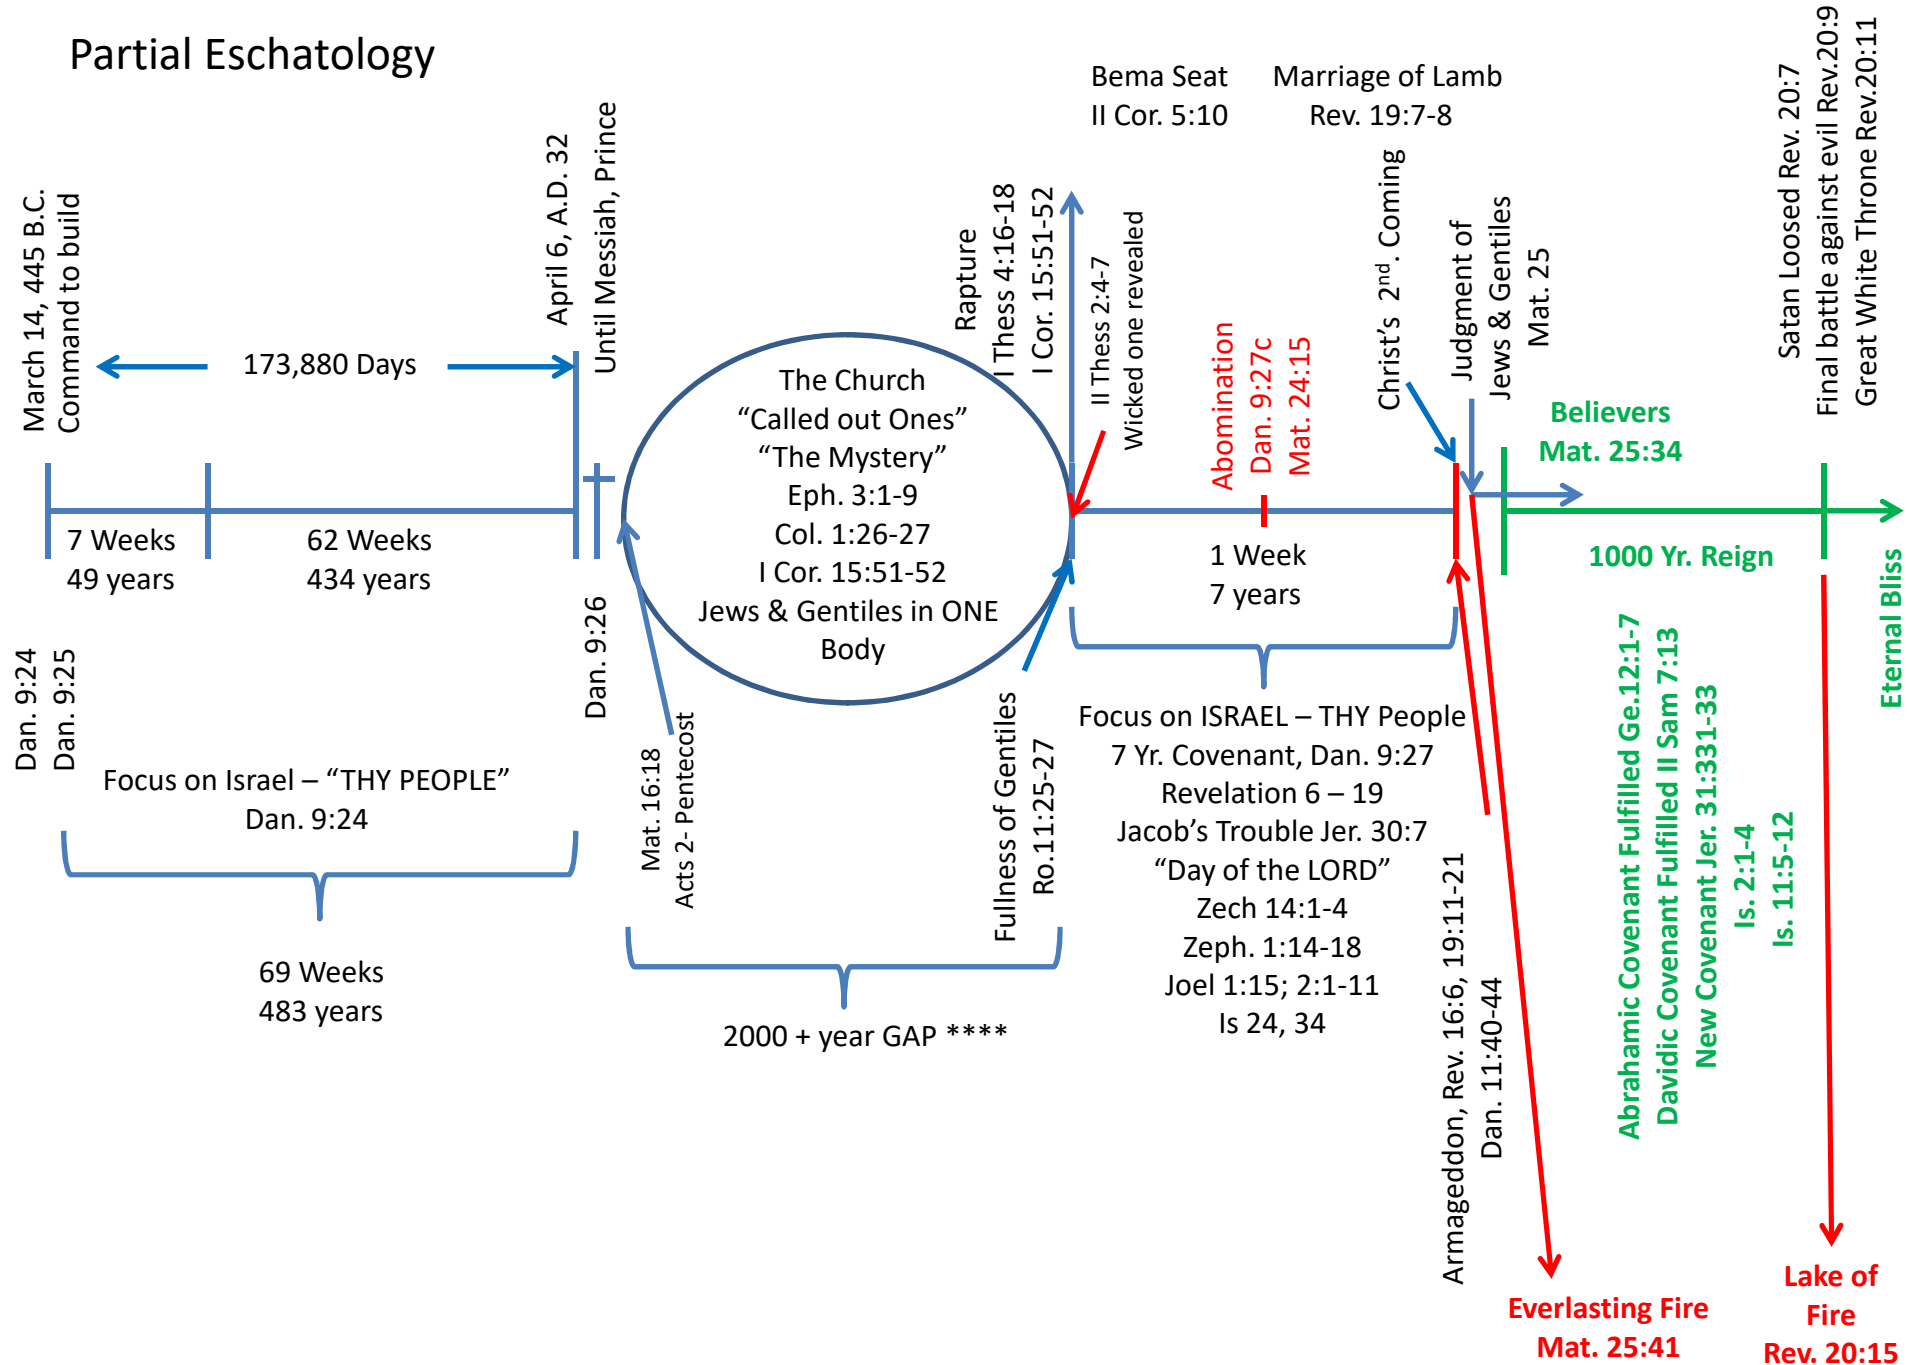 Partial Eschatology
March 14, 445 B.C.
Command to build
173,880 Days
April 6, A.D. 32
Until Messiah, Prince
7 Weeks
49 years
62 Weeks
434 years
Dan. 9:24
Dan. 9:25
Focus on Israel – “THY PEOPLE”
Dan. 9:24
69 Weeks
483 years
Dan. 9:26
The Church
“Called out Ones”
“The Mystery”
Eph. 3:1-9
Col. 1:26-27
I Cor. 15:51-52
Jews & Gentiles in ONE
Body
Mat. 16:18
Acts 2- Pentecost
2000 + year GAP ****
Fullness of Gentiles
Ro.11:25-27
Rapture
I Thess 4:16-18
I Cor. 15:51-52
II Thess 2:4-7
Wicked one revealed
Bema Seat
II Cor. 5:10
Marriage of Lamb
Rev. 19:7-8
Abomination
Dan. 9:27c
Mat. 24:15
1 Week
7 years
Focus on ISRAEL – THY People
7 Yr. Covenant, Dan. 9:27
Revelation 6 – 19
Jacob’s Trouble Jer. 30:7
“Day of the LORD”
Zech 14:1-4
Zeph. 1:14-18
Joel 1:15; 2:1-11
Is 24, 34
Christ’s 2nd. Coming
Judgment of
Jews & Gentiles
Mat. 25
Armageddon, Rev. 16:6, 19:11-21
Dan. 11:40-44
Believers
Mat. 25:34
1000 Yr. Reign
Abrahamic Covenant Fulfilled Ge.12:1-7
Davidic Covenant Fulfilled II Sam 7:13
New Covenant Jer. 31:331-33
Is. 2:1-4
Is. 11:5-12
Satan Loosed Rev. 20:7
Final battle against evil Rev.20:9
Great White Throne Rev.20:11
Eternal Bliss
Everlasting Fire
Mat. 25:41
Lake of
Fire
Rev. 20:15